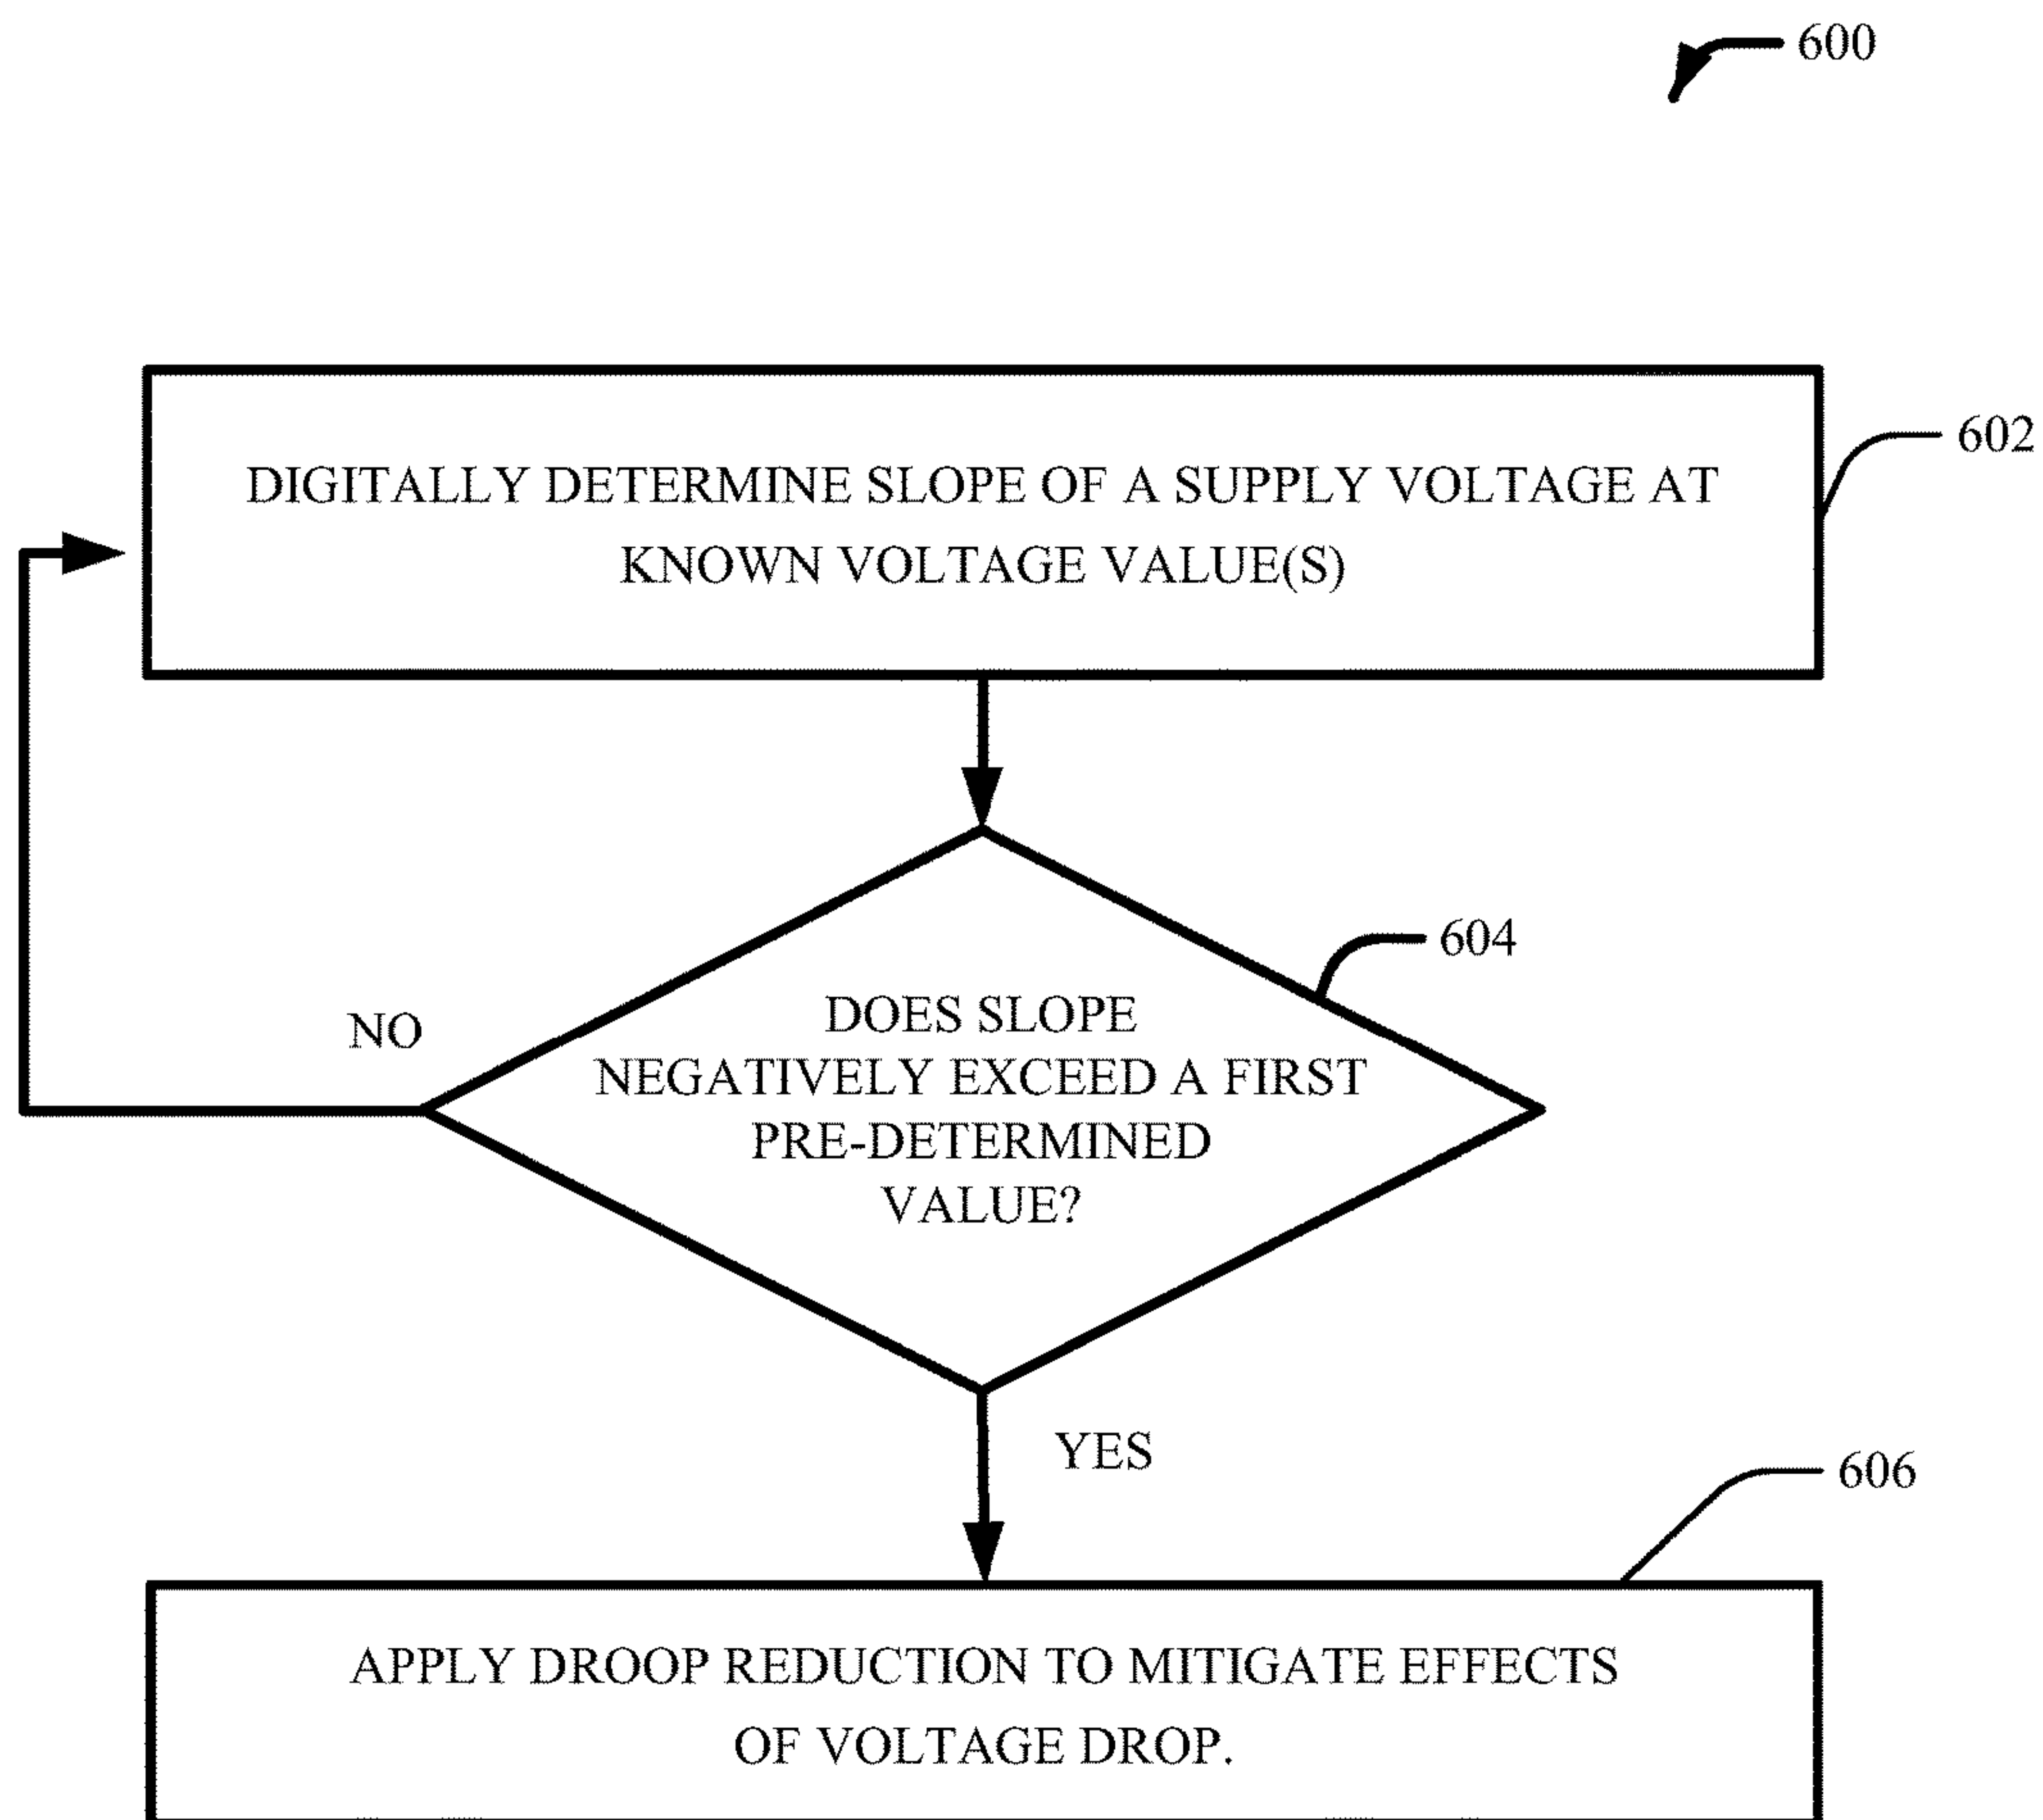 600
DIGITALLY DETERMINE SLOPE OF A SUPPLY VOLTAGE AT
KNOWN VOLTAGE VALUE(S)
602
604
DOES SLOPE
NEGATIVELY EXCEED A FIRST
PRE-DETERMINED
VALUE?
NO
YES
606
APPLY DROOP REDUCTION TO MITIGATE EFFECTS
OF VOLTAGE DROP.